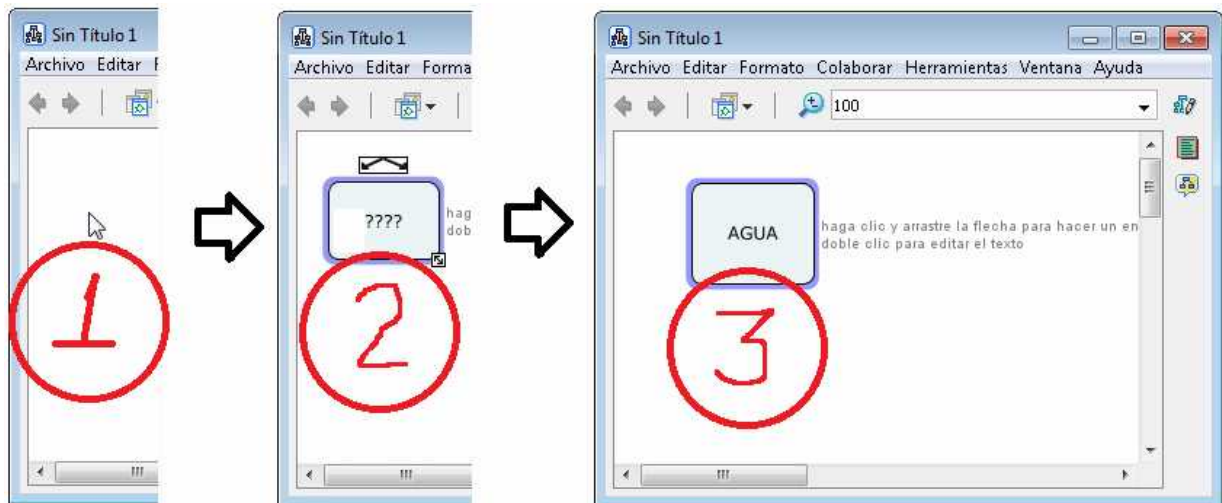 Sin Título 1
Archivo Editar
1
Sin Título 1
Archivo Editar Forma
????
hag
dob
2
Sin Título 1
Archivo Editar Formato Colaborar Herramientas Ventana Ayuda
100
AGUA
haga clic y arrastre la flecha para hacer un en
doble clic para editar el texto
3